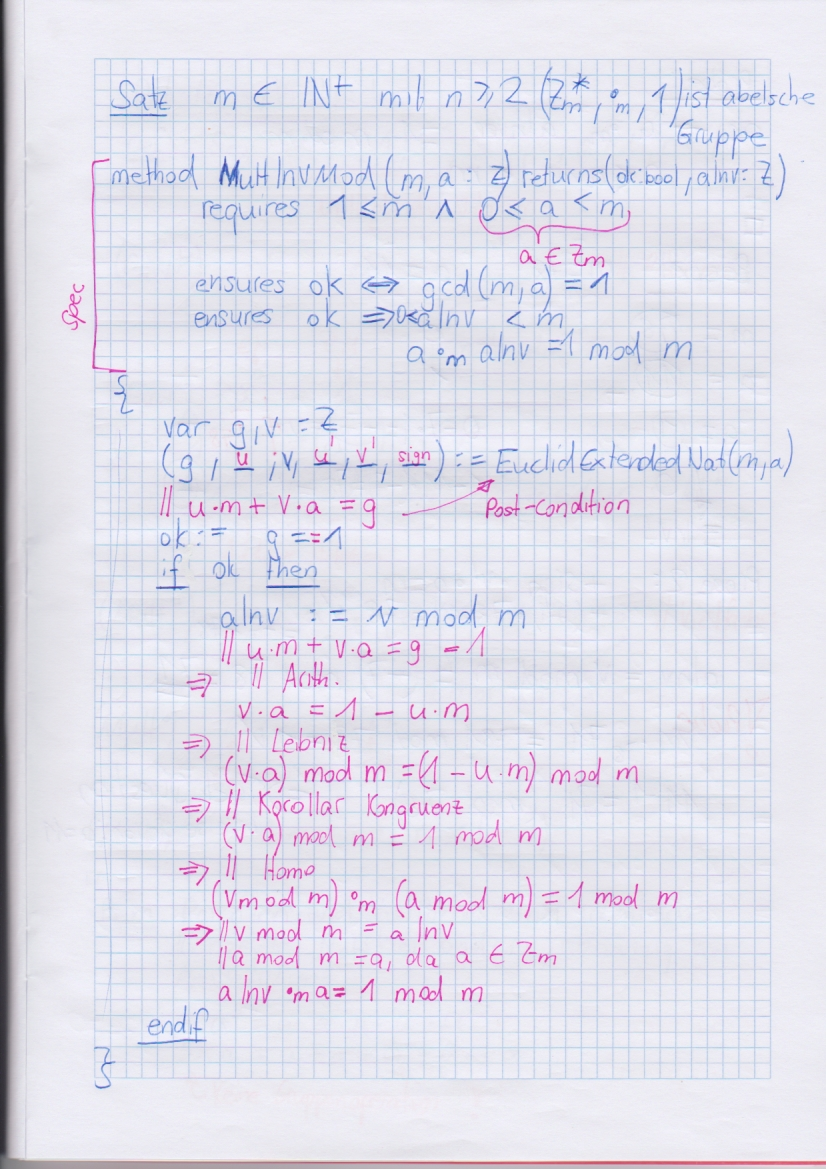 Satz m ∈ ℕ⁺ mit n ≥ 2 (ℤₘ*, ∘ₘ, 1) ist abelsche
Gruppe
method MultInvMod (m, a : ℤ) returns (ok: bool, aInv: ℤ)
requires 1 ≤ m ∧ 0 ≤ a < m
a ∈ ℤm
ensures ok ⟺ gcd(m, a) = 1
ensures ok ⟹ 0≤ aInv < m
a ∘m aInv = 1 mod m
spec
{
var g, v = ℤ
(g, u, v, u', v', sign) := EuclidExtendedNat(m, a)
// u·m + v·a = g → Post-condition
ok := g == 1
if ok then
aInv := v mod m
// u·m + v·a = g = 1
⇒ // Arith.
v·a = 1 - u·m
⇒ // Leibniz
(v·a) mod m = (1 - u·m) mod m
⇒ // Korollar Kongruenz
(v·a) mod m = 1 mod m
⇒ // Homo
(v mod m) ∘m (a mod m) = 1 mod m
⇒ // v mod m = a Inv
// a mod m = a, da a ∈ ℤm
a Inv ∘m a = 1 mod m
endif
}